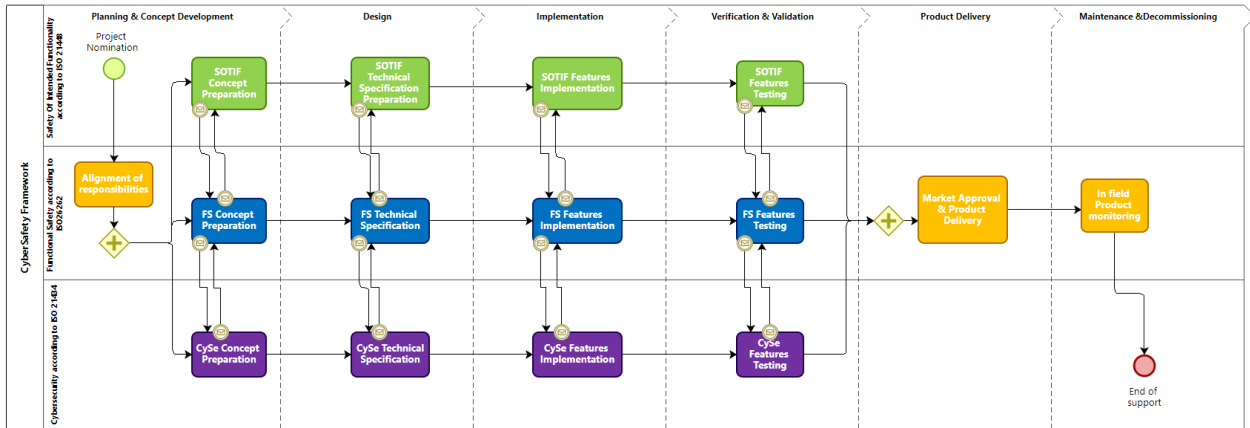 Planning & Concept Development
Design
Implementation
Verification & Validation
Product Delivery
Maintenance &Decommissioning
CyberSafety Framework
Safety Of Intended Functionality
according to ISO 21448
Project
Nomination
SOTIF
Concept
Preparation
SOTIF
Technical
Specification
Preparation
SOTIF Features
Implementation
SOTIF
Features
Testing
Functional Safety according to
ISO26262
Alignment of
responsibilities
FS Concept
Preparation
FS Technical
Specification
FS Features
Implementation
FS Features
Testing
Market Approval
& Product
Delivery
In field
Product
monitoring
Cybersecurity according to ISO 21434
CySe Concept
Preparation
CySe Technical
Specification
CySe Features
Implementation
CySe
Features
Testing
End of
support